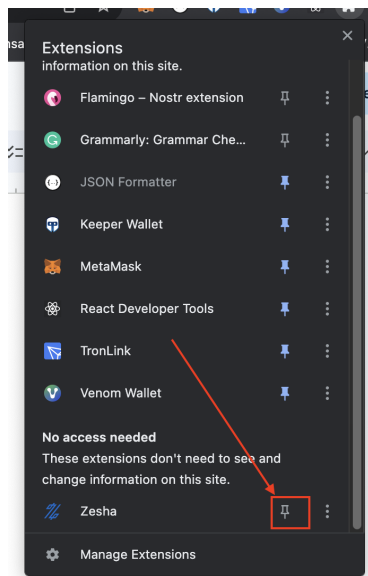 nsa
Extensions
information on this site.
Flamingo – Nostr extension
Grammarly: Grammar Che...
JSON Formatter
Keeper Wallet
MetaMask
React Developer Tools
TronLink
Venom Wallet
No access needed
These extensions don't need to see and
change information on this site.
Zesha
Manage Extensions